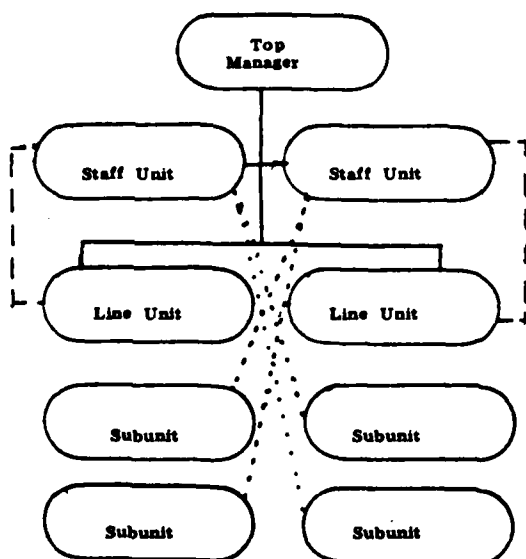 Top
Manager
Staff Unit
Staff Unit
Line Unit
Line Unit
Subunit
Subunit
Subunit
Subunit